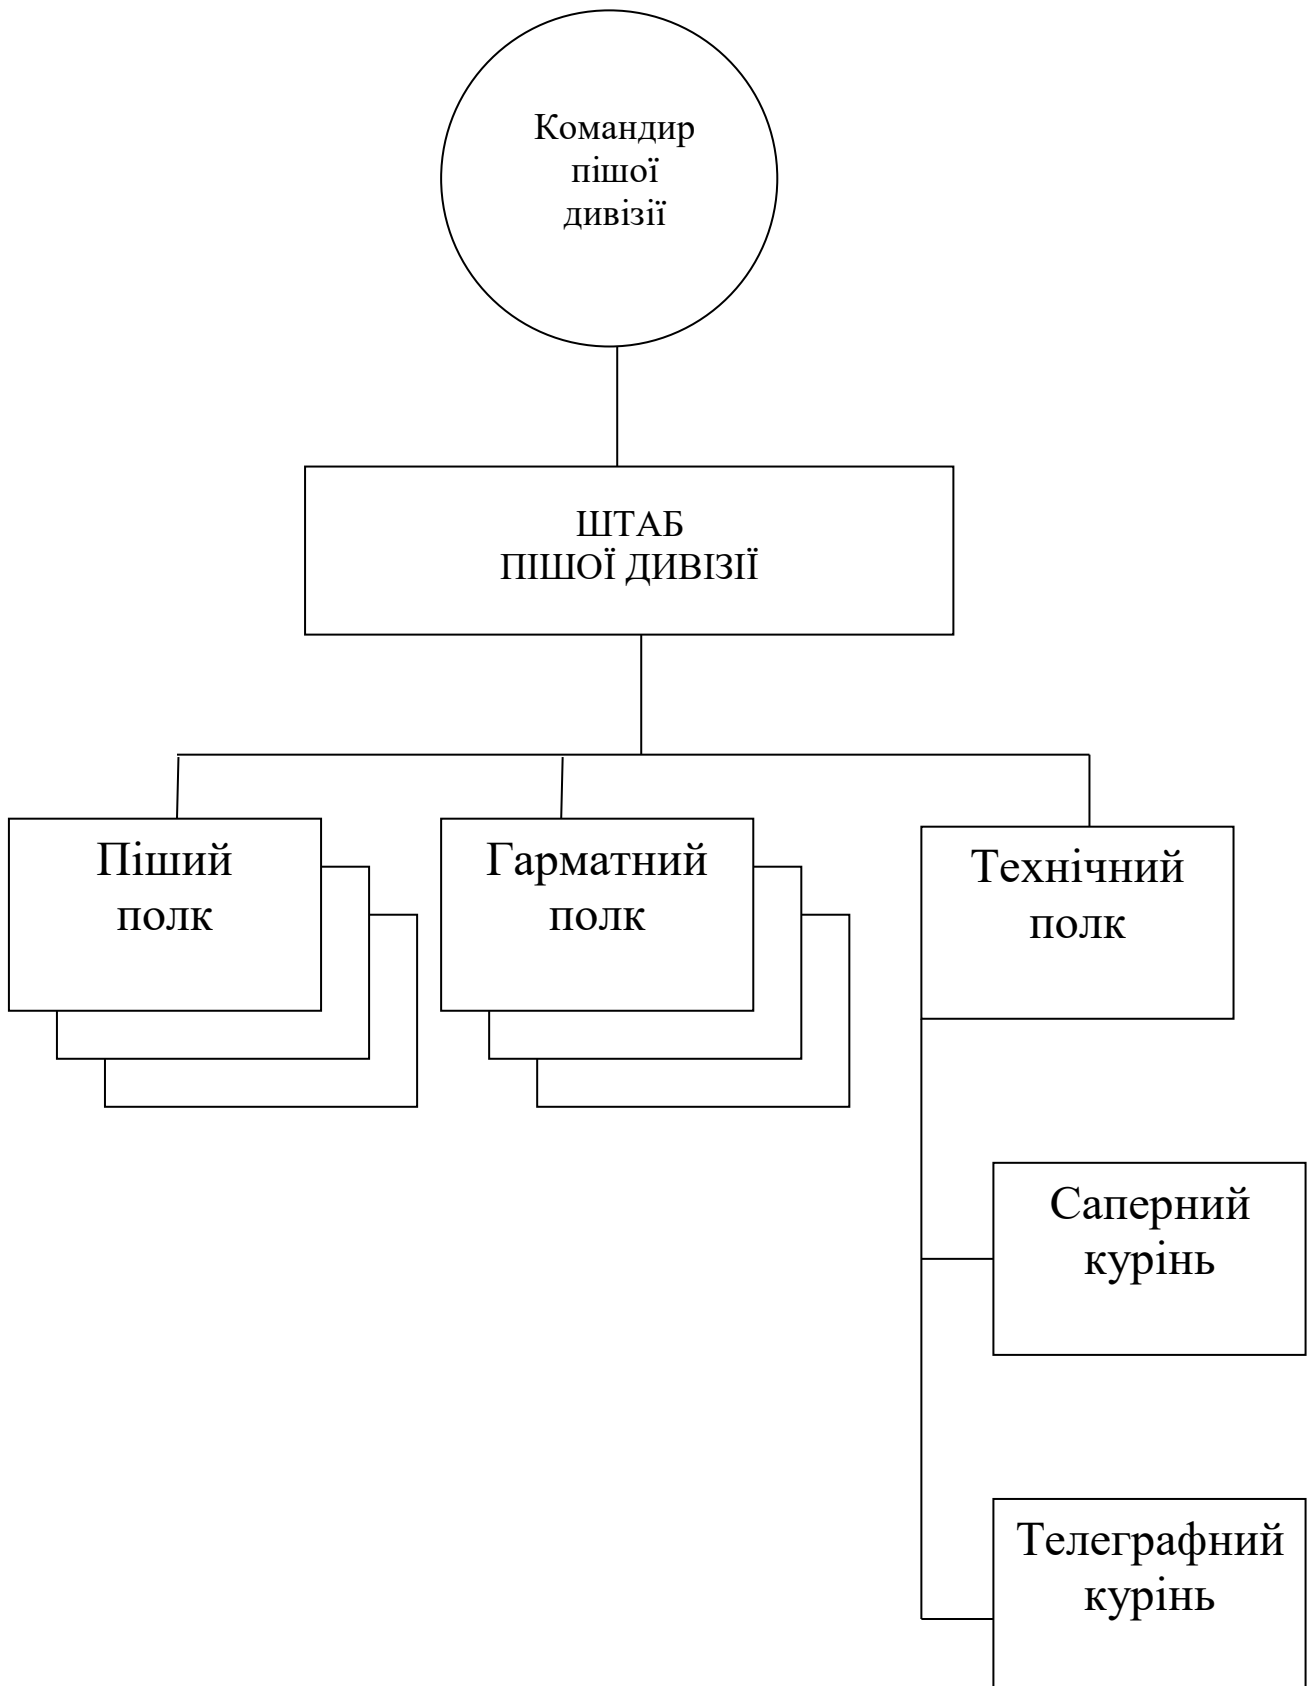 Командир
пішої
дивізії
ШТАБ
ПІШОЇ ДИВІЗІЇ
Піший
полк
Гарматний
полк
Технічний
полк
Саперний
курінь
Телеграфний
курінь